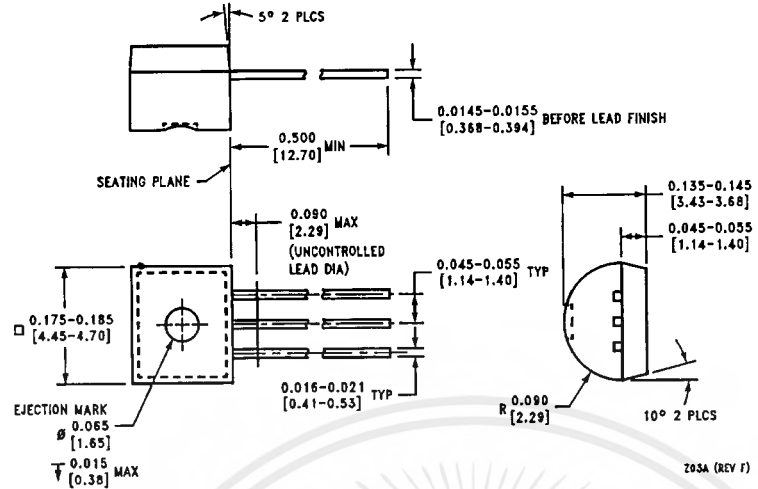 5° 2 PLCS
0.0145-0.0155
[0.368-0.394] BEFORE LEAD FINISH
0.500
[12.70] MIN
SEATING PLANE
0.135-0.145
[3.43-3.68]
0.090
[2.29] MAX
(UNCONTROLLED
LEAD DIA)
0.045-0.055
[1.14-1.40]
0.045-0.055
[1.14-1.40] TYP
□ 0.175-0.185
[4.45-4.70]
0.016-0.021
[0.41-0.53] TYP
R 0.090
[2.29]
10° 2 PLCS
EJECTION MARK
ø 0.065
[1.65]
↧ 0.015
[0.38] MAX
Z03A (REV F)